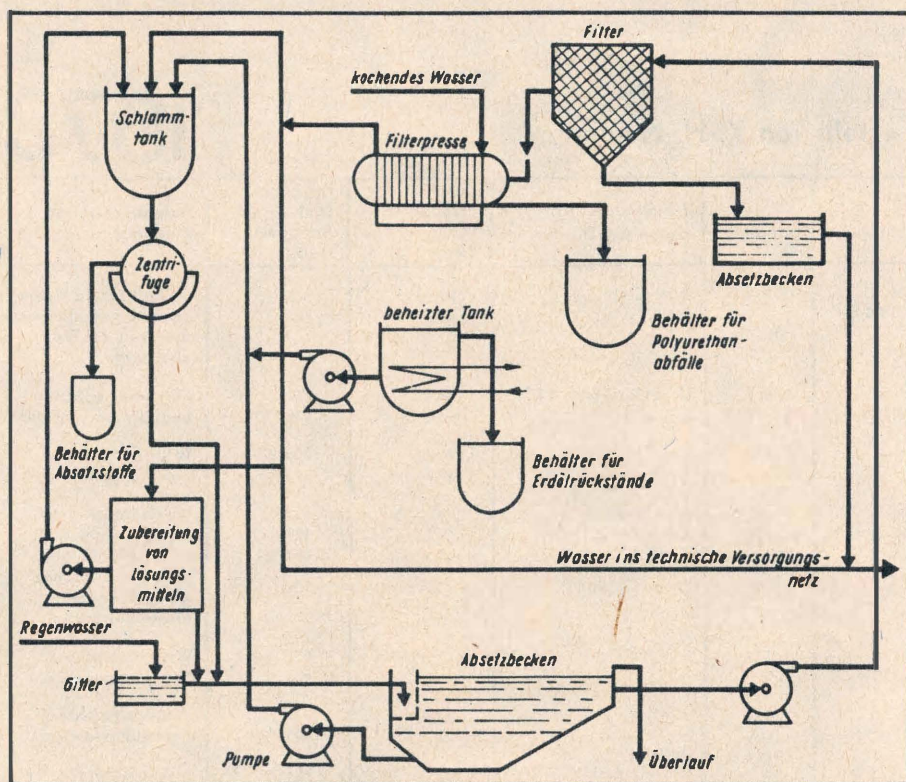 Filter
kochendes Wasser
Schlamm-
tank
Filterpresse
Zentri-
fuge
Absetzbecken
beheizter Tank
Behälter für
Polyurethan-
abfälle
Behälter für
Absatzstoffe
Behälter für
Erdölrückstände
Zubereitung
von
Lösungs-
mitteln
Wasser ins technische Versorgungs-
netz
Regenwasser
Gitter
Absetzbecken
Pumpe
Überlauf